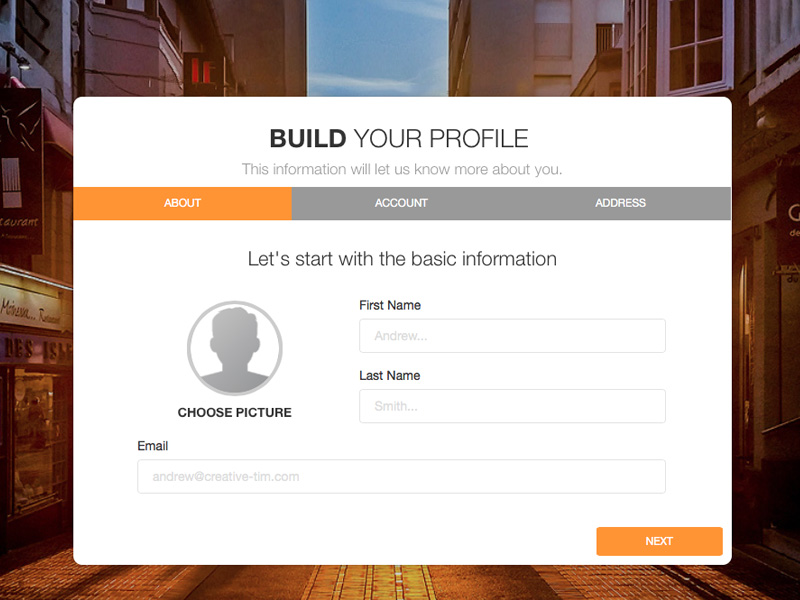 BUILD YOUR PROFILE
This information will let us know more about you.
ABOUT
ACCOUNT
ADDRESS
Let's start with the basic information
First Name
Andrew...
CHOOSE PICTURE
Last Name
Smith...
Email
andrew@creative-tim.com
NEXT
staurant